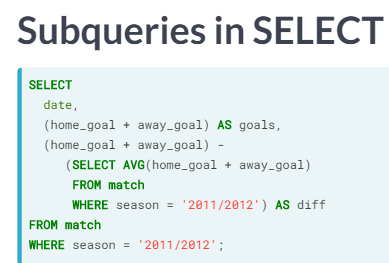 Subqueries in SELECT
SELECT
date,
(home_goal + away_goal) AS goals,
(home_goal + away_goal) -
(SELECT AVG(home_goal + away_goal)
FROM match
WHERE season = '2011/2012') AS diff
FROM match
WHERE season = '2011/2012';